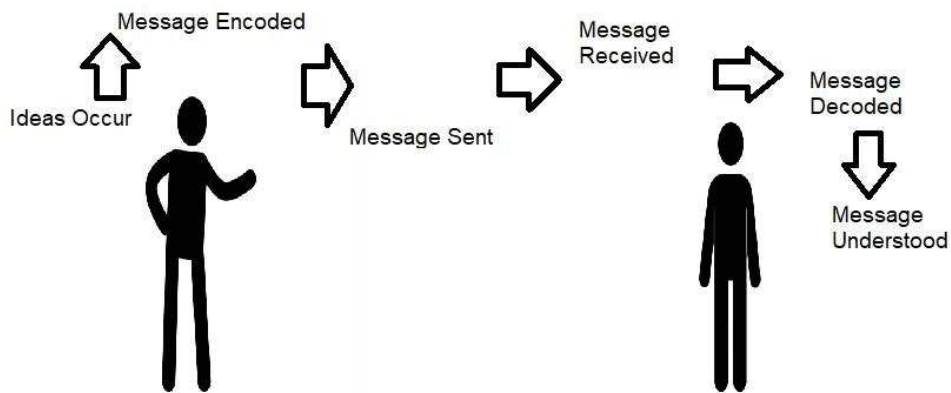 Ideas Occur
Message Encoded
Message Sent
Message
Received
Message
Decoded
Message
Understood